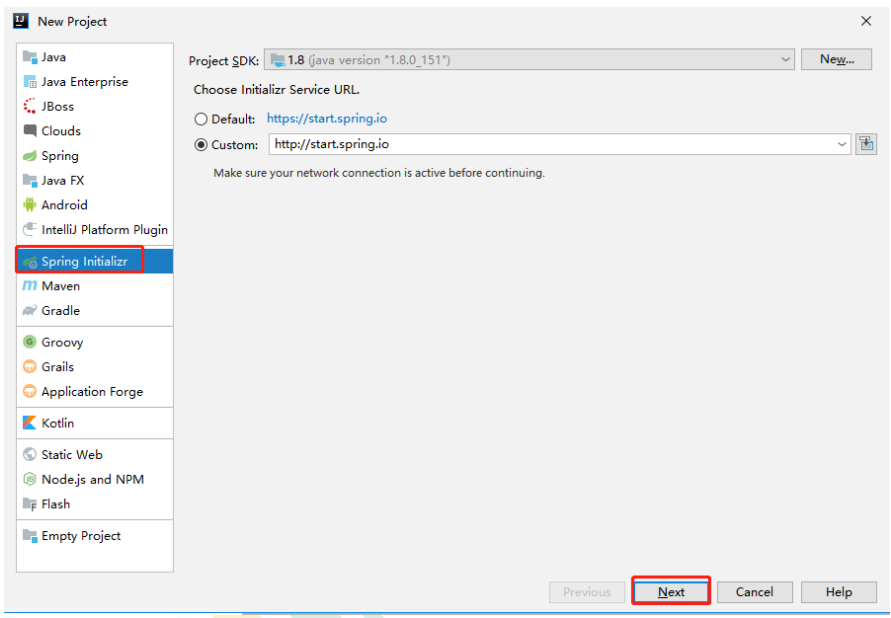 New Project
Java
Java Enterprise
JBoss
Clouds
Spring
Java FX
Android
IntelliJ Platform Plugin
Spring Initializr
Maven
Gradle
Groovy
Grails
Application Forge
Kotlin
Static Web
Node.js and NPM
Flash
Empty Project
Project SDK: 1.8 (java version "1.8.0_151") New...
Choose Initializr Service URL.
Default: https://start.spring.io
Custom: http://start.spring.io
Make sure your network connection is active before continuing.
Previous Next Cancel Help